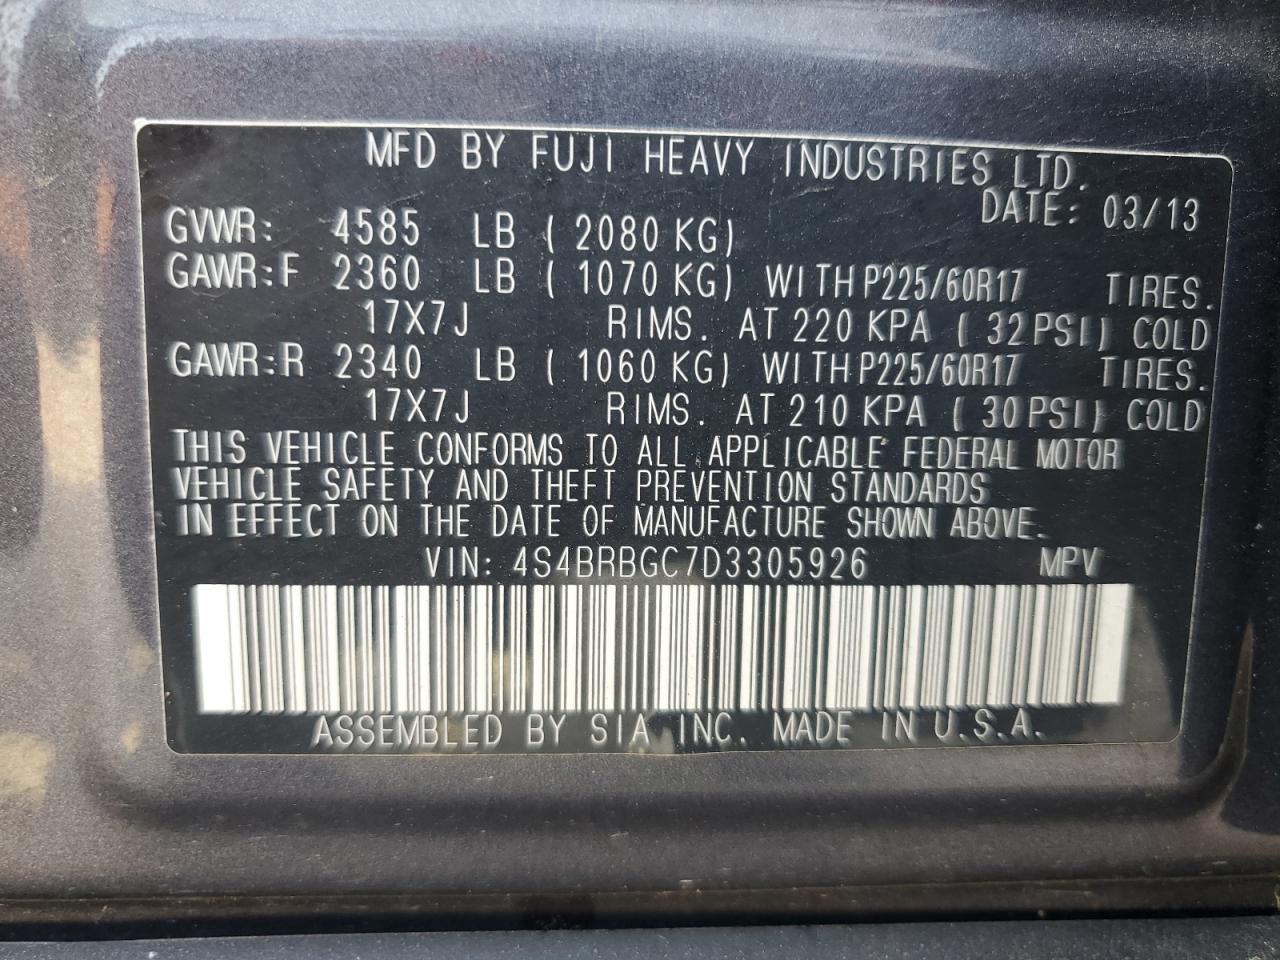 MFD BY FUJI HEAVY INDUSTRIES LTD.
DATE: 03/13
GVWR: 4585 LB ( 2080 KG)
GAWR:F 2360 LB ( 1070 KG) WITH P225/60R17 TIRES.
17X7J RIMS. AT 220 KPA ( 32 PSI) COLD
GAWR:R 2340 LB ( 1060 KG) WITH P225/60R17 TIRES.
17X7J RIMS. AT 210 KPA ( 30 PSI) COLD
THIS VEHICLE CONFORMS TO ALL APPLICABLE FEDERAL MOTOR
VEHICLE SAFETY AND THEFT PREVENTION STANDARDS
IN EFFECT ON THE DATE OF MANUFACTURE SHOWN ABOVE.
VIN: 4S4BRBGC7D3305926 MPV
ASSEMBLED BY SIA INC. MADE IN U.S.A.